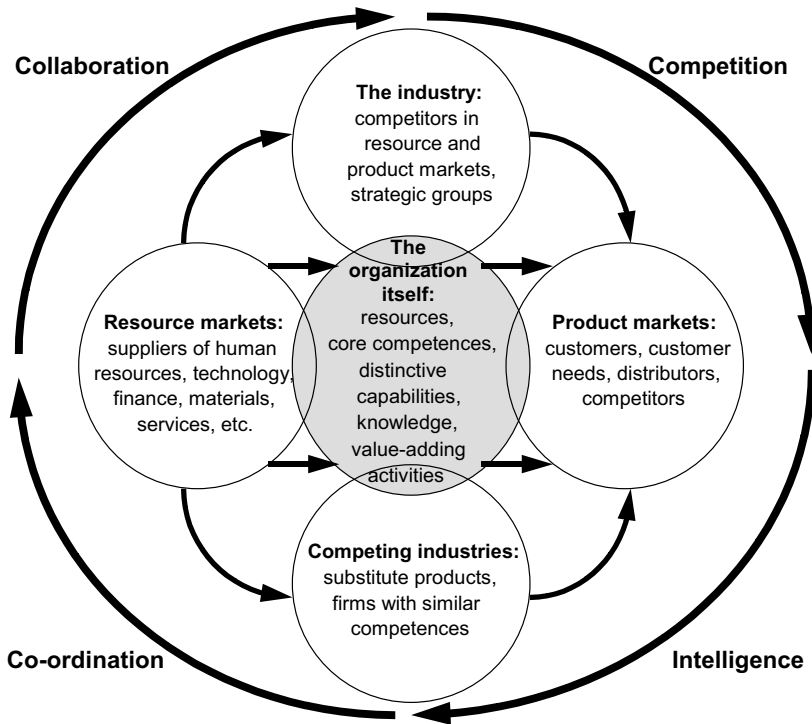 Collaboration
Competition
The industry:
competitors in
resource and
product markets,
strategic groups
The
organization
itself:
resources,
core competences,
distinctive
capabilities,
knowledge,
value-adding
activities
Resource markets:
suppliers of human
resources, technology,
finance, materials,
services, etc.
Product markets:
customers, customer
needs, distributors,
competitors
Competing industries:
substitute products,
firms with similar
competences
Co-ordination
Intelligence